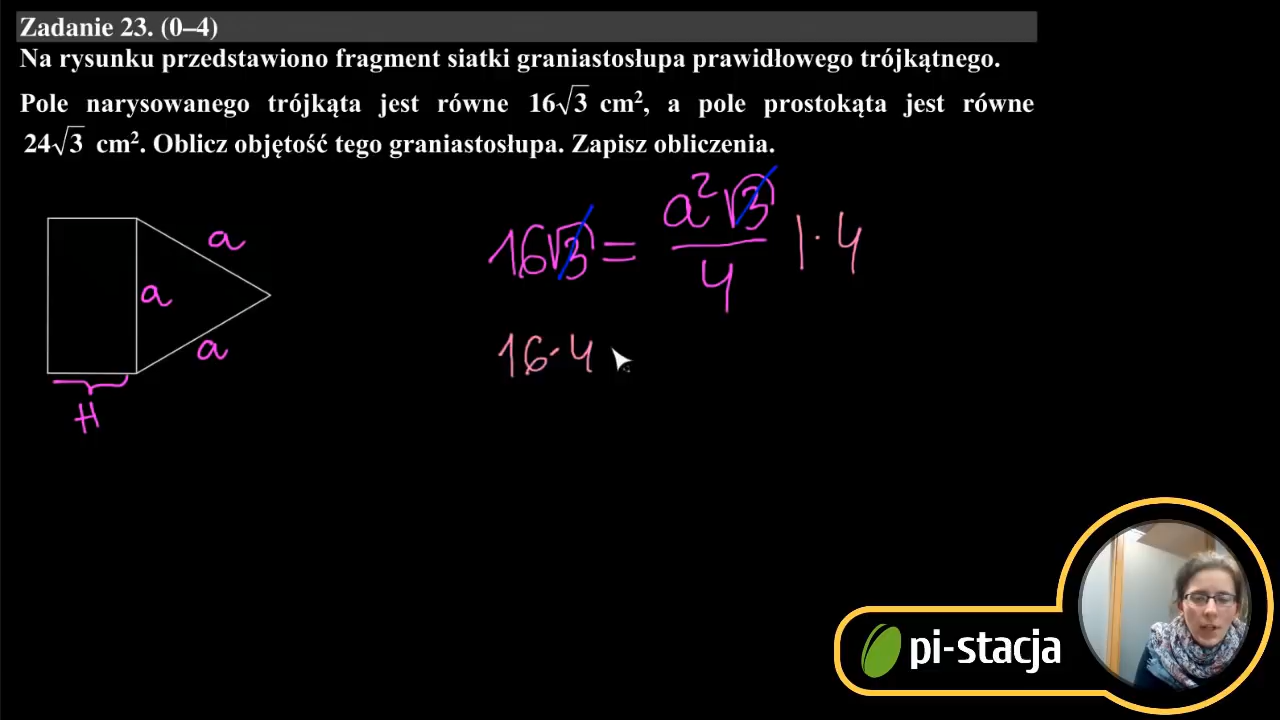 Zadanie 23. (0–4)
Na rysunku przedstawiono fragment siatki graniastosłupa prawidłowego trójkątnego.
Pole narysowanego trójkąta jest równe 16√3 cm², a pole prostokąta jest równe
24√3 cm². Oblicz objętość tego graniastosłupa. Zapisz obliczenia.
16√3 = a²√3 / 4 | · 4
a
a
16 · 4
a
H
pi-stacja